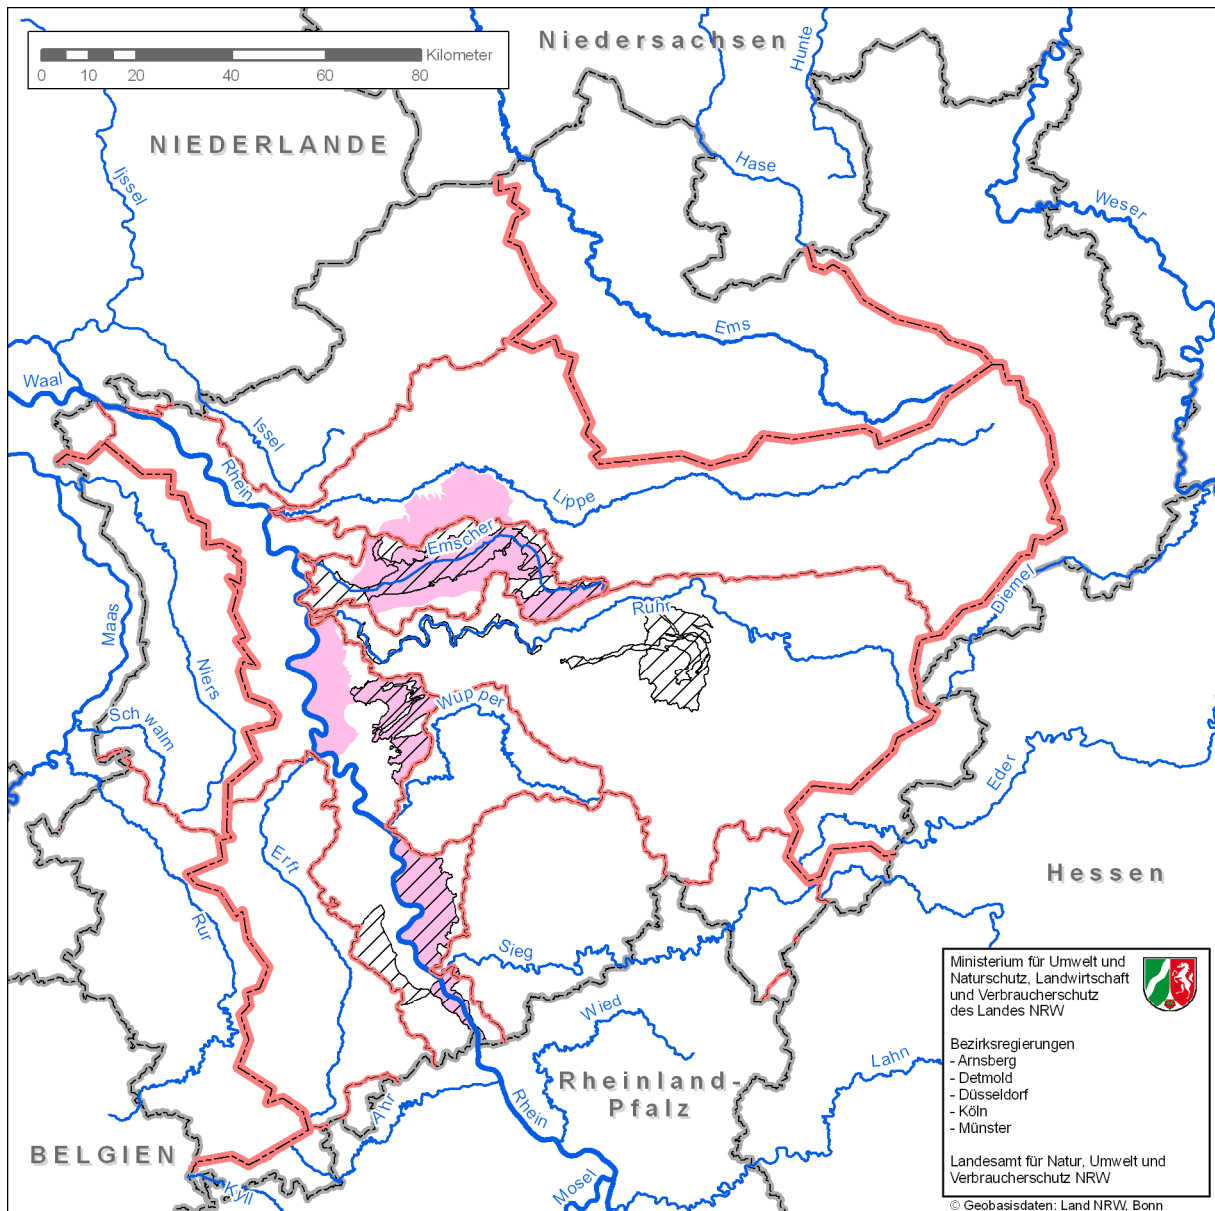 Niedersachsen
Kilometer
0 10 20 40 60 80
Hunte
NIEDERLANDE
Hase
Ijssel
Weser
Ems
Waal
Issel
Rhein
Lippe
Emscher
Diemel
Ruhr
Maas
Niers
Wupper
Schwalm
Eder
Erft
Hessen
Rur
Sieg
Wied
Lahn
Rheinland-
Pfalz
Rhein
Ahr
BELGIEN
Kyll
Mosel
Ministerium für Umwelt und
Naturschutz, Landwirtschaft
und Verbraucherschutz
des Landes NRW
Bezirksregierungen
- Arnsberg
- Detmold
- Düsseldorf
- Köln
- Münster
Landesamt für Natur, Umwelt und
Verbraucherschutz NRW
© Geobasisdaten: Land NRW, Bonn